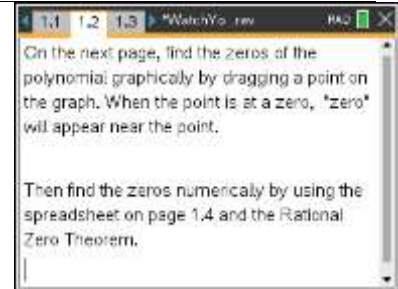 1.1 1.2 1.3 *WatchYo_rev RAD
On the next page, find the zeros of the
polynomial graphically by dragging a point on
the graph. When the point is at a zero, "zero"
will appear near the point.
Then find the zeros numerically by using the
spreadsheet on page 1.4 and the Rational
Zero Theorem.